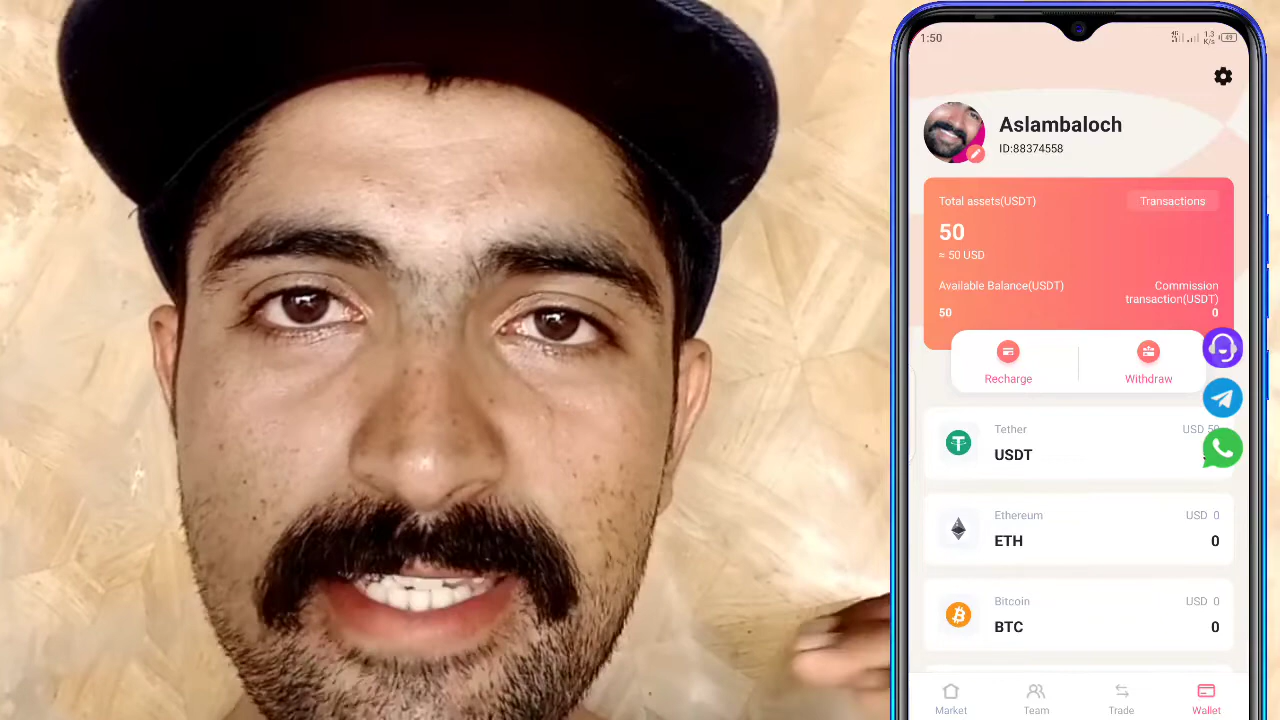 1:50
49
Aslambaloch
ID:88374558
Total assets(USDT)
Transactions
50
≈ 50 USD
Available Balance(USDT)
Commission
transaction(USDT)
50
0
Recharge
Withdraw
Tether
USD
USDT
Ethereum
USD 0
ETH
0
Bitcoin
USD 0
BTC
0
Market
Team
Trade
Wallet